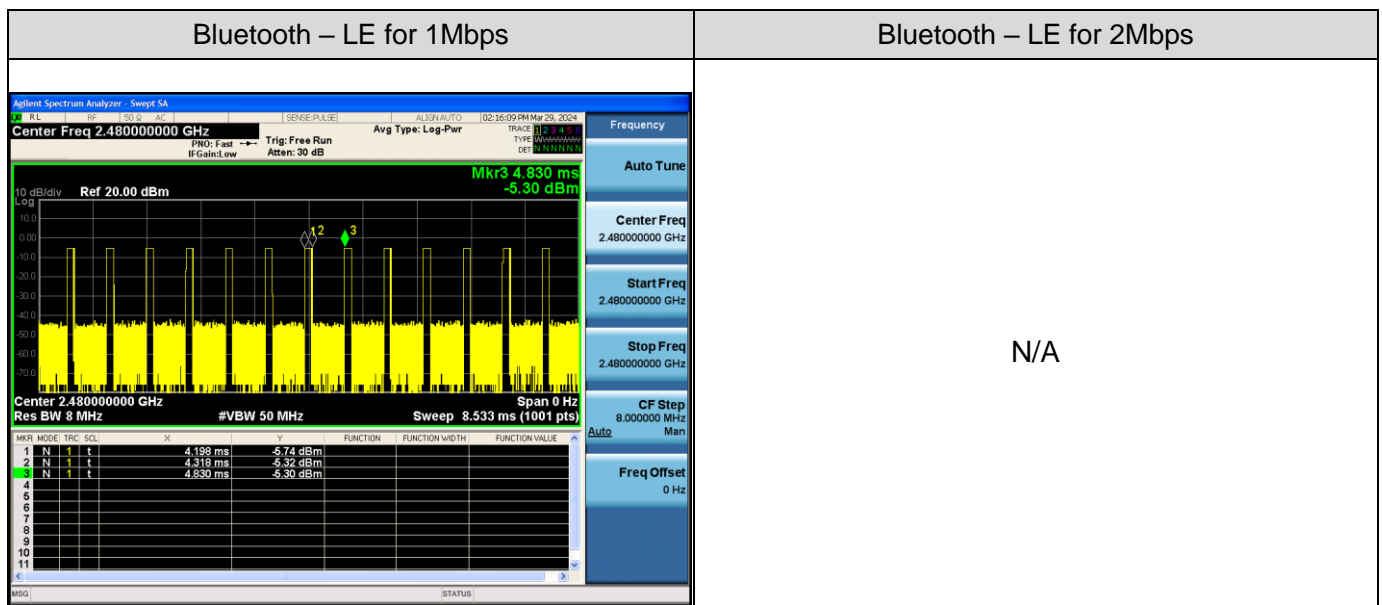 Bluetooth – LE for 1Mbps
Bluetooth – LE for 2Mbps
Agilent Spectrum Analyzer - Swept SA
RL RF 50 Ω AC SENSE:PULSE ALIGN AUTO 02:16:09 PM Mar 29, 2024
Center Freq 2.480000000 GHz
PNO: Fast
IFGain:Low
Trig: Free Run
Atten: 30 dB
Avg Type: Log-Pwr
TRACE 1 2 3 4 5 6
TYPE
DET N N N N N N
Mkr3 4.830 ms
-5.30 dBm
10 dB/div Ref 20.00 dBm
Log
10.0
0.00
-10.0
-20.0
-30.0
-40.0
-50.0
-60.0
-70.0
1 2 3
Center 2.480000000 GHz Span 0 Hz
Res BW 8 MHz #VBW 50 MHz Sweep 8.533 ms (1001 pts)
MKR MODE TRC SCL X Y FUNCTION FUNCTION WIDTH FUNCTION VALUE
1 N 1 t 4.198 ms -5.74 dBm
2 N 1 t 4.318 ms -5.32 dBm
3 N 1 t 4.830 ms -5.30 dBm
4
5
6
7
8
9
10
11
MSG STATUS
Frequency
Auto Tune
Center Freq
2.480000000 GHz
Start Freq
2.480000000 GHz
Stop Freq
2.480000000 GHz
CF Step
8.000000 MHz
Auto Man
Freq Offset
0 Hz
N/A